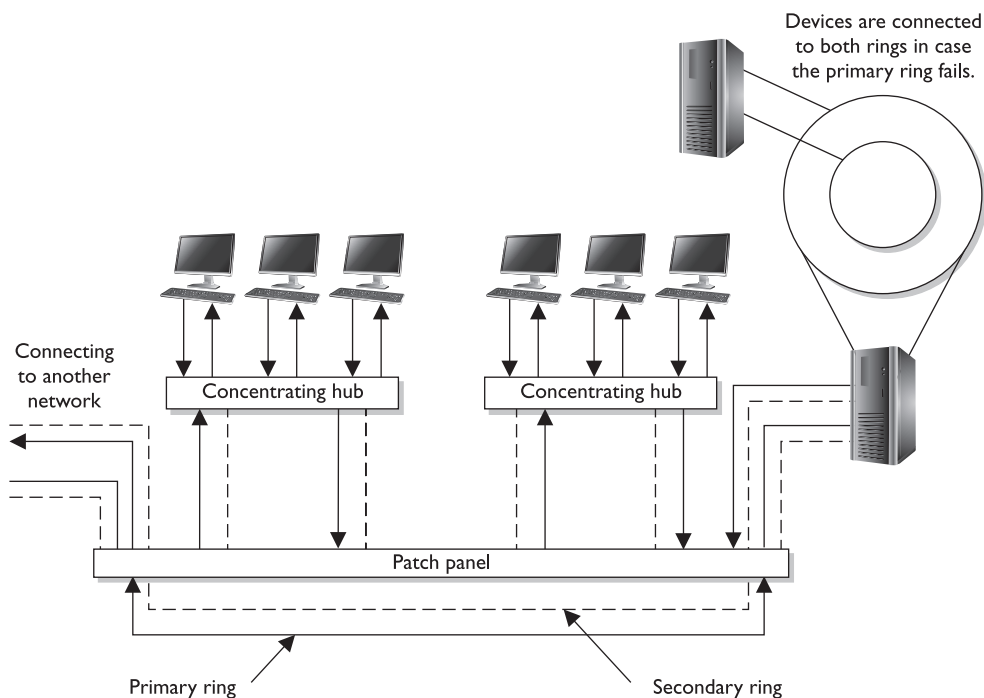 Devices are connected
to both rings in case
the primary ring fails.
Connecting
to another
network
Concentrating hub
Concentrating hub
Patch panel
Primary ring
Secondary ring